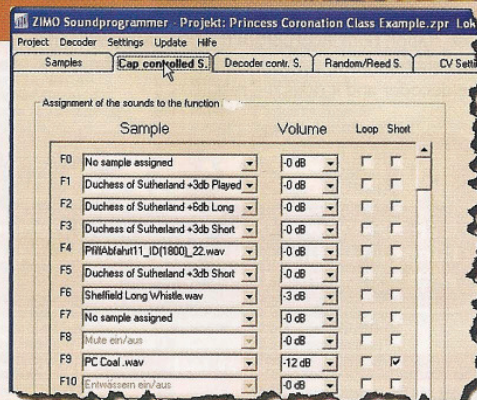 ZIMO Soundprogrammer - Projekt: Princess Coronation Class Example.zpr Lok
Project Decoder Settings Update Hilfe
Samples Cap controlled S. Decoder contr. S. Random/Reed S. CV Setti
Assignment of the sounds to the function
Sample Volume Loop Short
F0 No sample assigned -0 dB
F1 Duchess of Sutherland +3db Played -0 dB
F2 Duchess of Sutherland +6db Long -0 dB
F3 Duchess of Sutherland +3db Short -0 dB
F4 PfiffAbfahrt11_ID(1800)_22.wav -0 dB
F5 Duchess of Sutherland +3db Short -0 dB
F6 Sheffield Long Whistle.wav -3 dB
F7 No sample assigned -0 dB
F8 Mute ein/aus -0 dB
F9 PC Coal .wav -12 dB
F10 Entwässern ein/aus -0 dB